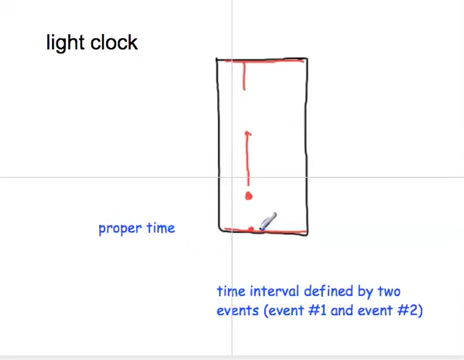 light clock
proper time
time interval defined by two
events (event #1 and event #2)